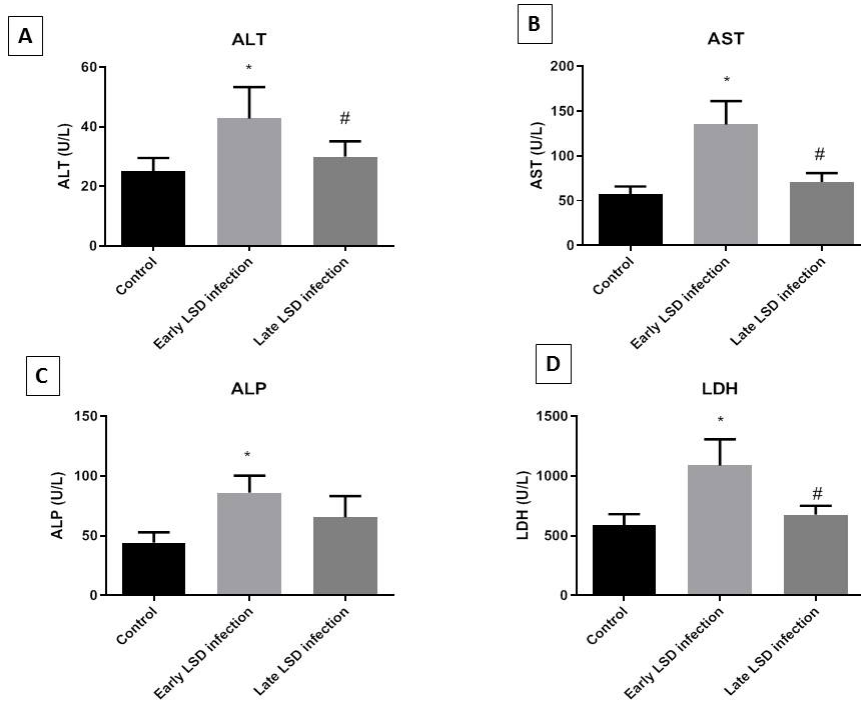 A
ALT
ALT (U/L)
60
40
20
0
*
#
Control
Early LSD infection
Late LSD infection
B
AST
AST (U/L)
200
150
100
50
0
*
#
Control
Early LSD infection
Late LSD infection
C
ALP
ALP (U/L)
150
100
50
0
*
Control
Early LSD infection
Late LSD infection
D
LDH
LDH (U/L)
1500
1000
500
0
*
#
Control
Early LSD infection
Late LSD infection